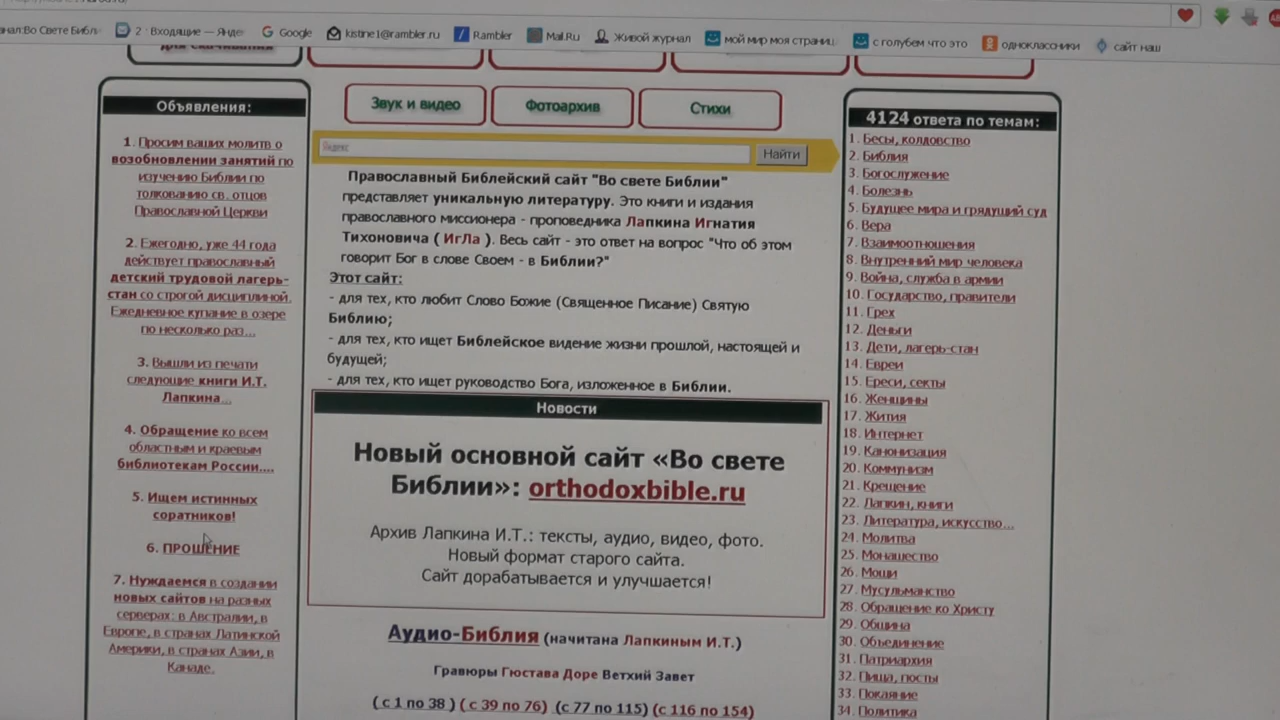 анал:Во Свете Библи
2 · Входящие — Янде
Google
kistine1@rambler.ru
Rambler
Mail.Ru
Живой журнал
мой мир моя страниц
с голубем что это
одноклассники
сайт наш
для скачивания
Звук и видео
Фотоархив
Стихи
Объявления:
1. Просим ваших молитв о
возобновлении занятий по
изучению Библии по
толкованию св. отцов
Православной Церкви
2. Ежегодно, уже 44 года
действует православный
детский трудовой лагерь-
стан со строгой дисциплиной.
Ежедневное купание в озере
по несколько раз...
3. Вышли из печати
следующие книги И.Т.
Лапкина...
4. Обращение ко всем
областным и краевым
библиотекам России....
5. Ищем истинных
соратников!
6. ПРОШЕНИЕ
7. Нуждаемся в создании
новых сайтов на разных
серверах: в Австралии, в
Европе, в странах Латинской
Америки, в странах Азии, в
Канаде.
Яндекс
Найти
Православный Библейский сайт "Во свете Библии"
представляет уникальную литературу. Это книги и издания
православного миссионера - проповедника Лапкина Игнатия
Тихоновича ( ИгЛа ). Весь сайт - это ответ на вопрос "Что об этом
говорит Бог в слове Своем - в Библии?"
Этот сайт:
- для тех, кто любит Слово Божие (Священное Писание) Святую
Библию;
- для тех, кто ищет Библейское видение жизни прошлой, настоящей и
будущей;
- для тех, кто ищет руководство Бога, изложенное в Библии.
Новости
Новый основной сайт «Во свете
Библии»: orthodoxbible.ru
Архив Лапкина И.Т.: тексты, аудио, видео, фото.
Новый формат старого сайта.
Сайт дорабатывается и улучшается!
Аудио-Библия (начитана Лапкиным И.Т.)
Гравюры Гюстава Доре Ветхий Завет
( с 1 по 38 ) ( с 39 по 76) (с 77 по 115) (с 116 по 154)
4124 ответа по темам:
1. Бесы, колдовство
2. Библия
3. Богослужение
4. Болезнь
5. Будущее мира и грядущий суд
6. Вера
7. Взаимоотношения
8. Внутренний мир человека
9. Война, служба в армии
10. Государство, правители
11. Грех
12. Деньги
13. Дети, лагерь-стан
14. Евреи
15. Ереси, секты
16. Женщины
17. Жития
18. Интернет
19. Канонизация
20. Коммунизм
21. Крещение
22. Лапкин, книги
23. Литература, искусство...
24. Молитва
25. Монашество
26. Мощи
27. Мусульманство
28. Обращение ко Христу
29. Община
30. Объединение
31. Патриархия
32. Пища, посты
33. Покаяние
34. Политика